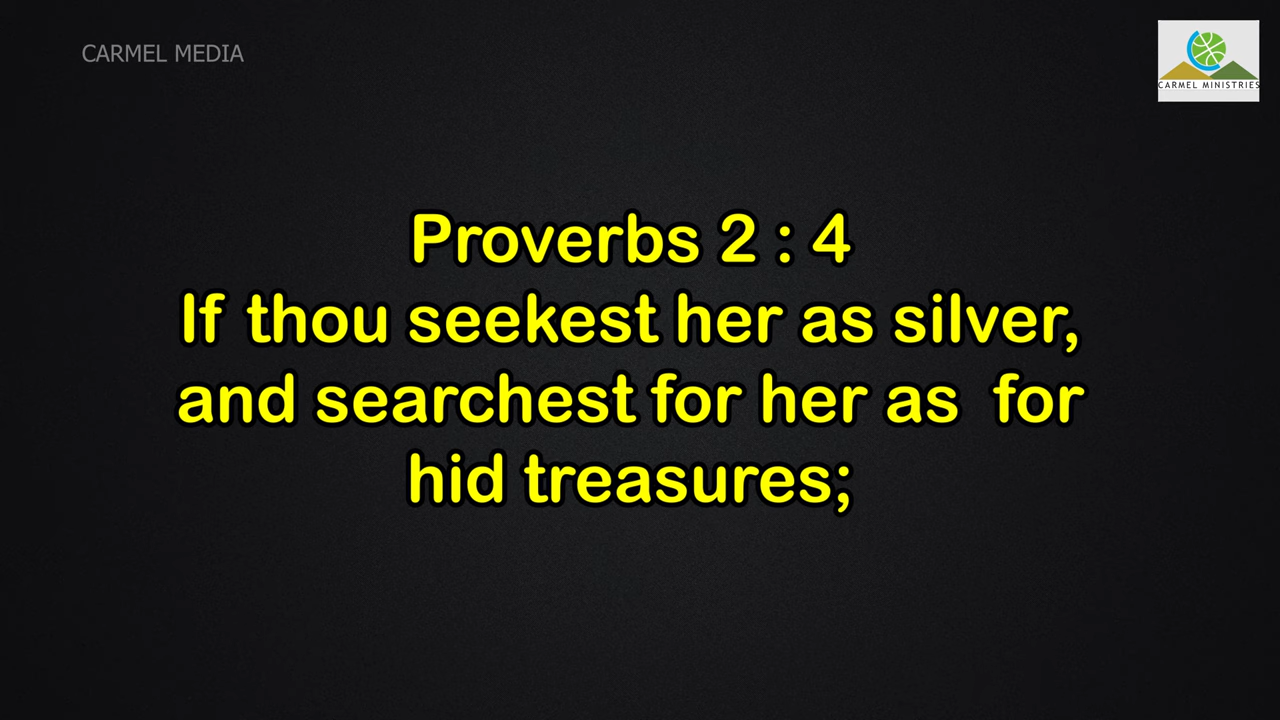 CARMEL MEDIA
CARMEL MINISTRIES
Proverbs 2 : 4
If thou seekest her as silver,
and searchest for her as for
hid treasures;